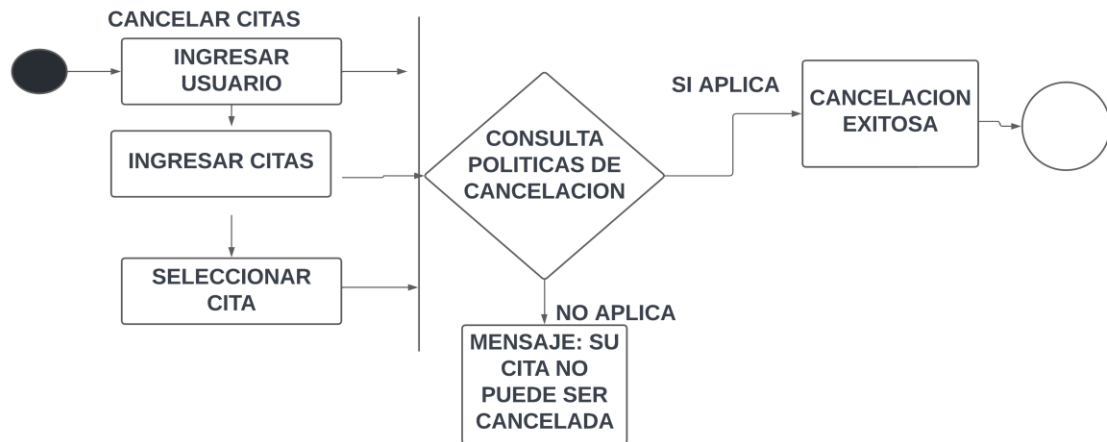 CANCELAR CITAS
INGRESAR
USUARIO
INGRESAR CITAS
SELECCIONAR
CITA
CONSULTA
POLITICAS DE
CANCELACION
SI APLICA
CANCELACION
EXITOSA
NO APLICA
MENSAJE: SU
CITA NO
PUEDE SER
CANCELADA